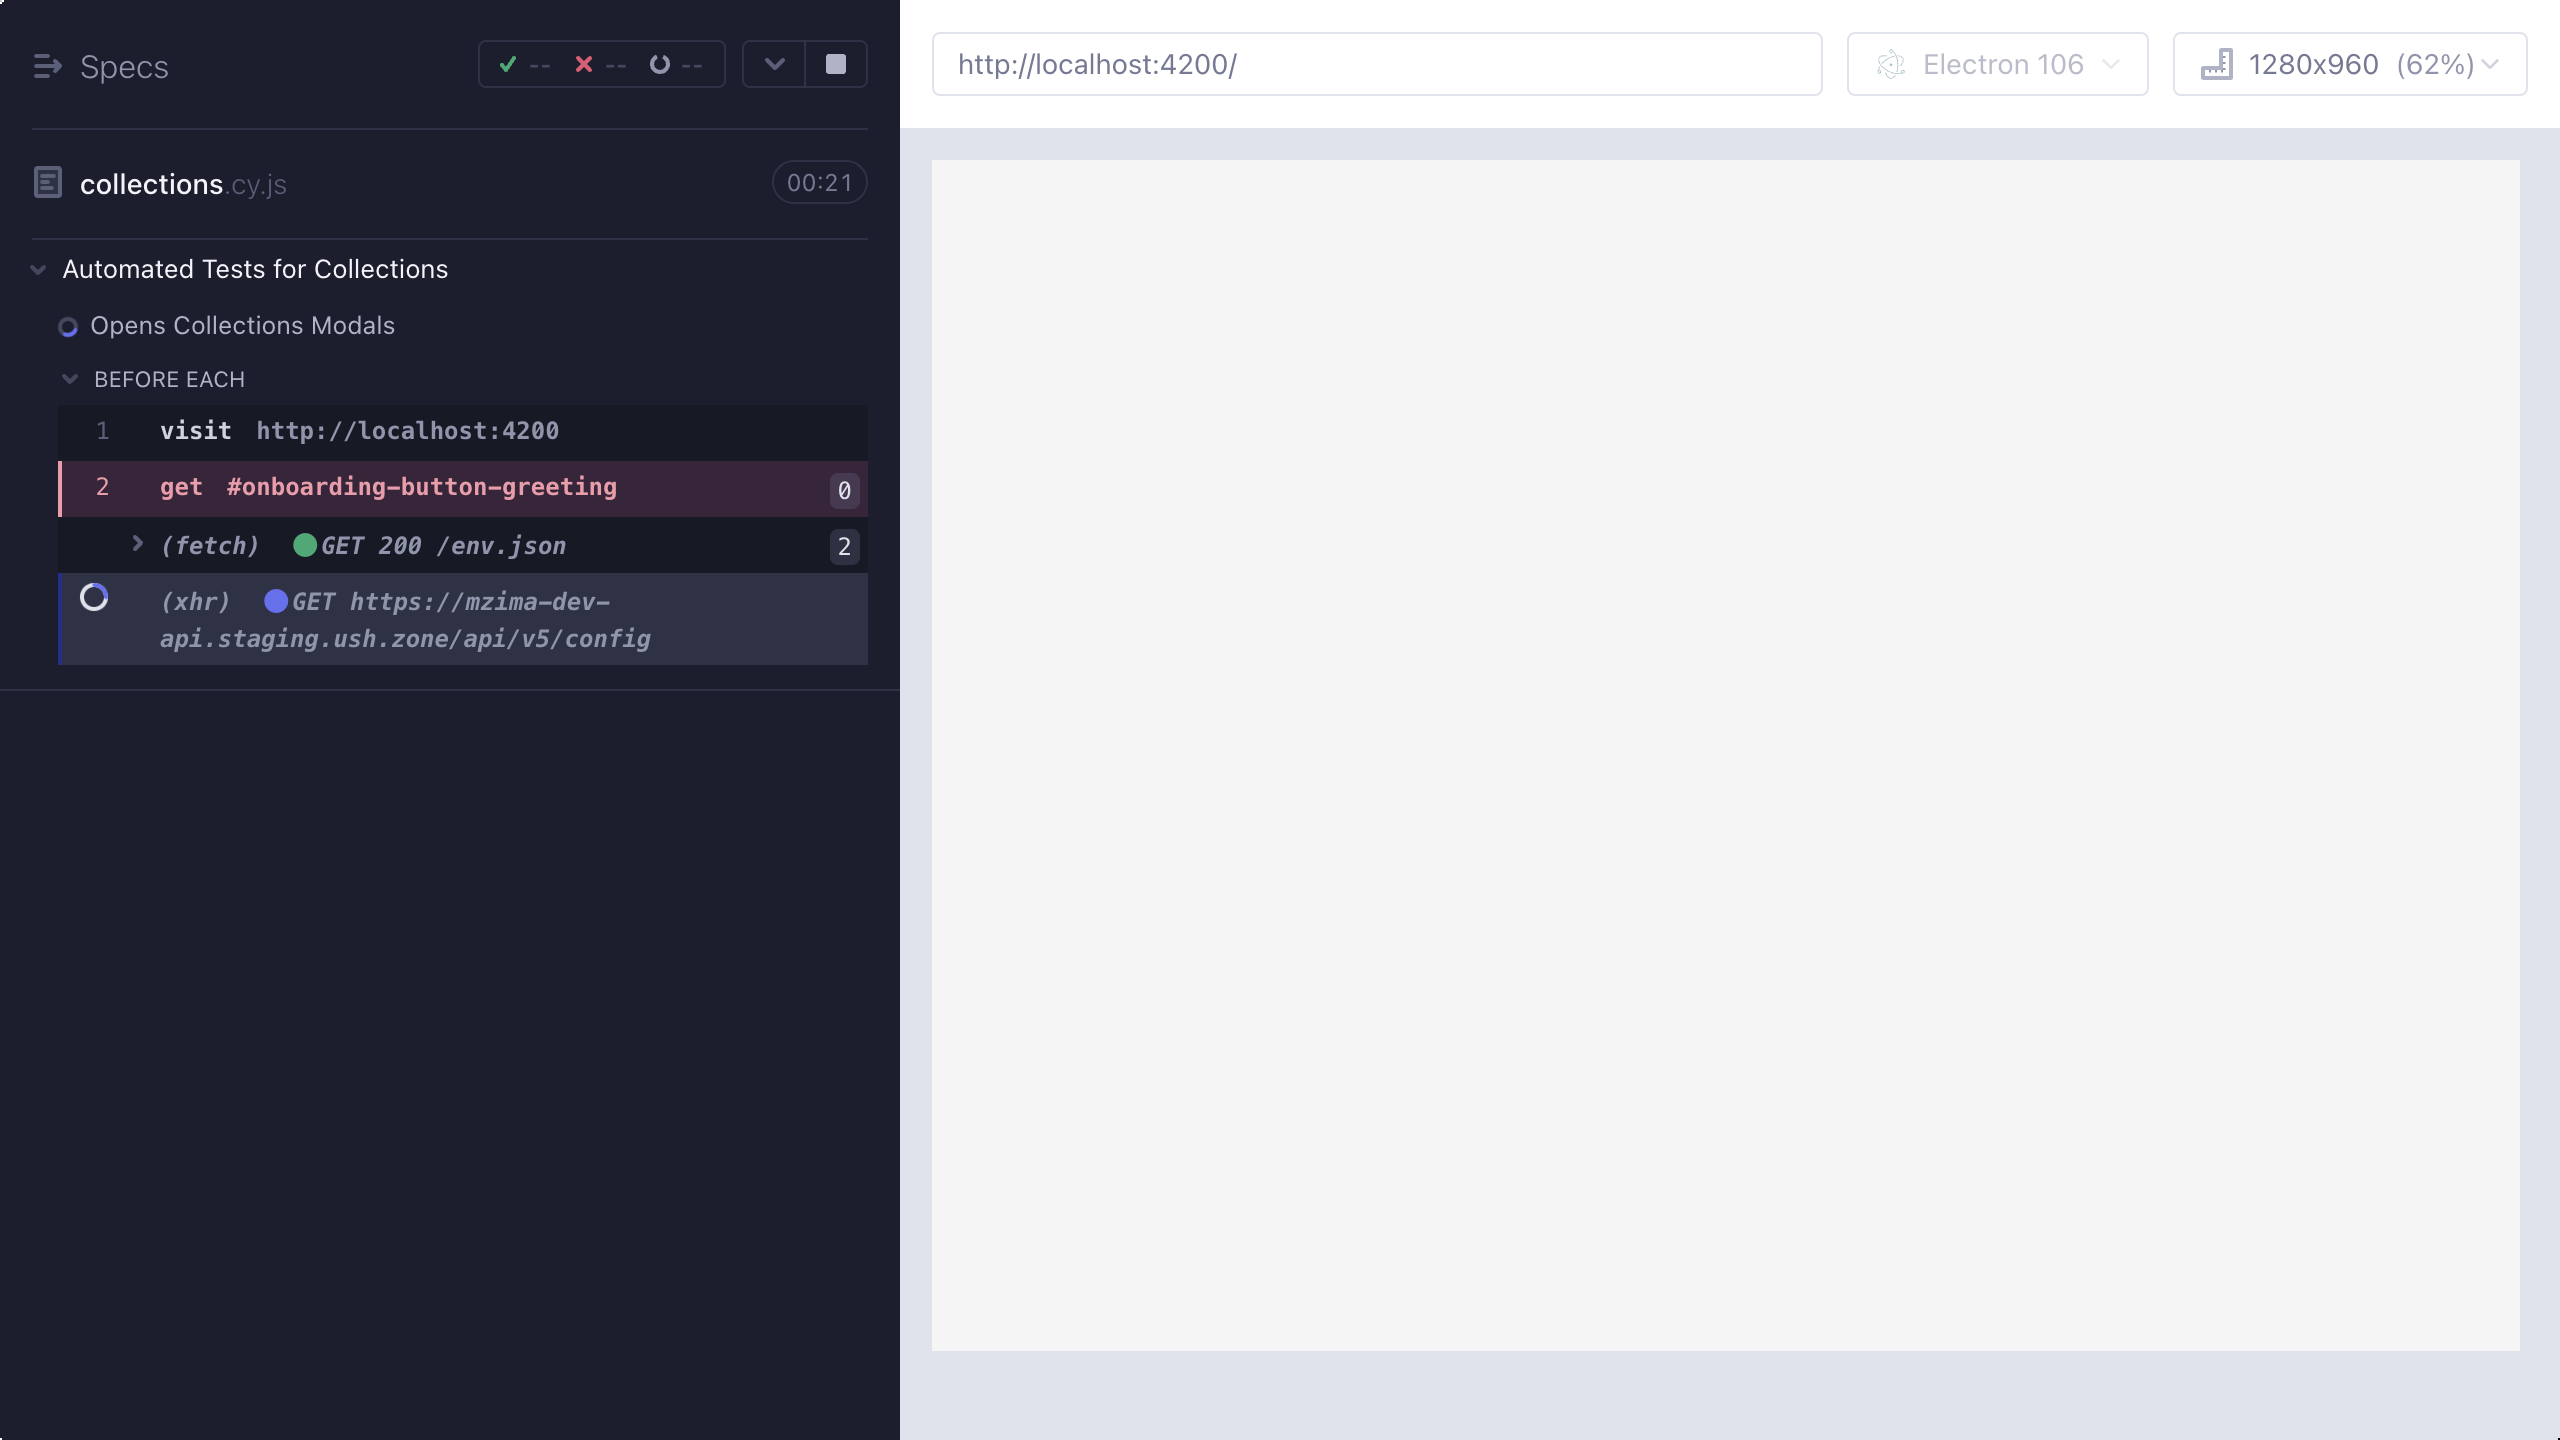 Specs
-- -- --
http://localhost:4200/
Electron 106
1280x960 (62%)
collections.cy.js
00:21
Automated Tests for Collections
Opens Collections Modals
BEFORE EACH
1 visit http://localhost:4200
2 get #onboarding-button-greeting 0
(fetch) GET 200 /env.json 2
(xhr) GET https://mzima-dev-
api.staging.ush.zone/api/v5/config